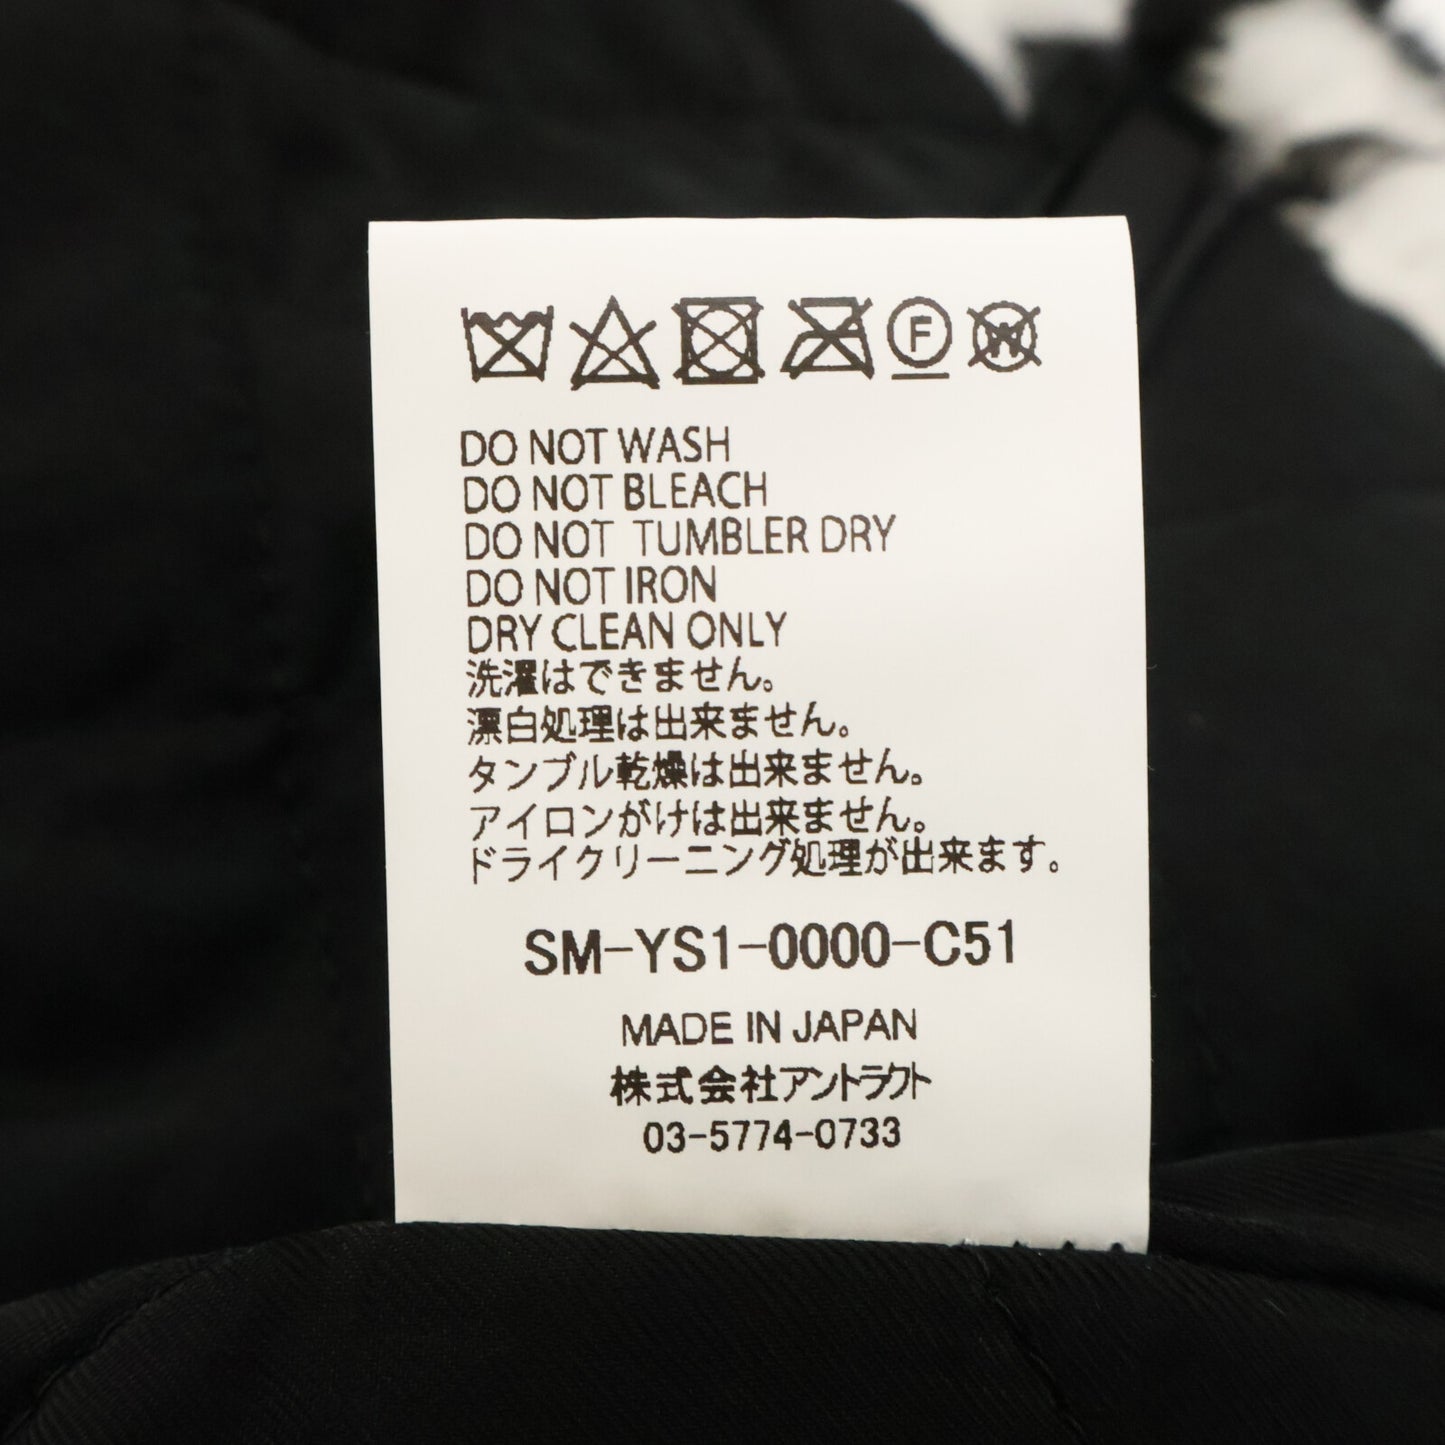 F W
DO NOT WASH
DO NOT BLEACH
DO NOT TUMBLER DRY
DO NOT IRON
DRY CLEAN ONLY
洗濯はできません。
漂白処理は出来ません。
タンブル乾燥は出来ません。
アイロンがけは出来ません。
ドライクリーニング処理が出来ます。
SM-YS1-0000-C51
MADE IN JAPAN
株式会社アントラクト
03-5774-0733